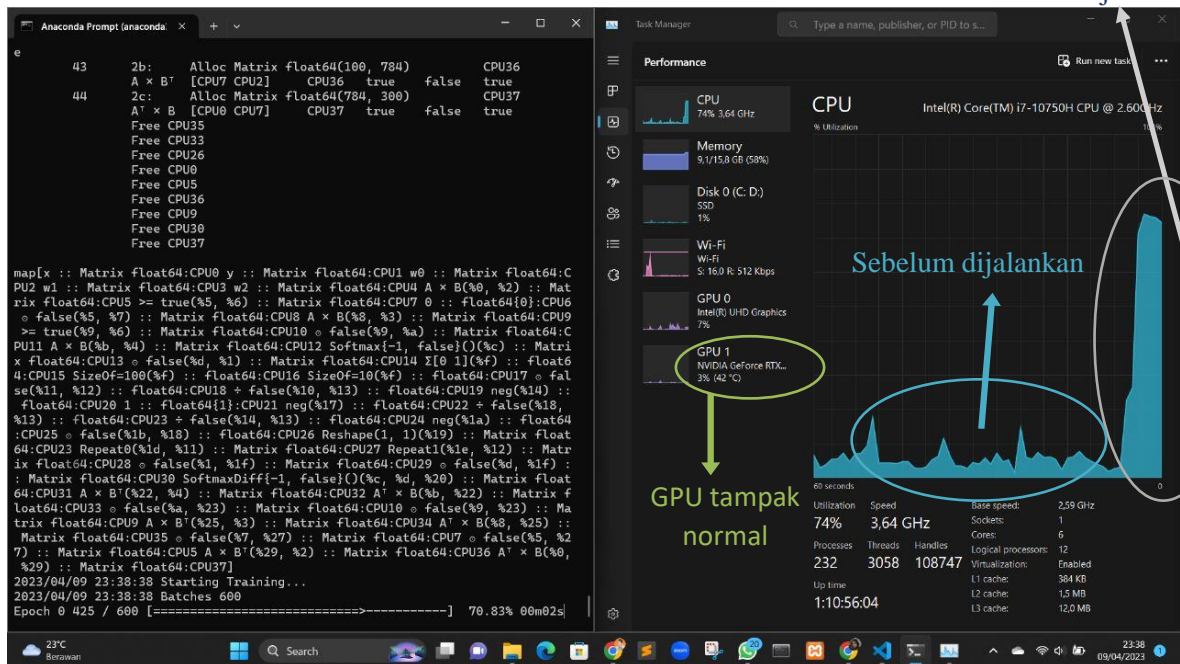 Anaconda Prompt (anaconda:
e
43 2b: Alloc Matrix float64(100, 784) CPU36
A × Bᵀ [CPU7 CPU2] CPU36 true false true
44 2c: Alloc Matrix float64(784, 300) CPU37
Aᵀ × B [CPU0 CPU7] CPU37 true false true
Free CPU35
Free CPU33
Free CPU26
Free CPU0
Free CPU5
Free CPU36
Free CPU9
Free CPU30
Free CPU37
map[x :: Matrix float64:CPU0 y :: Matrix float64:CPU1 w0 :: Matrix float64:C
PU2 w1 :: Matrix float64:CPU3 w2 :: Matrix float64:CPU4 A × B(%0, %2) :: Mat
rix float64:CPU5 >= true(%5, %6) :: Matrix float64:CPU7 0 :: float64{0}:CPU6
⊙ false(%5, %7) :: Matrix float64:CPU8 A × B(%8, %3) :: Matrix float64:CPU9
>= true(%9, %6) :: Matrix float64:CPU10 ⊙ false(%9, %a) :: Matrix float64:C
PU11 A × B(%b, %4) :: Matrix float64:CPU12 Softmax{-1, false}()(%c) :: Matri
x float64:CPU13 ⊙ false(%d, %1) :: Matrix float64:CPU14 Σ[0 1](%f) :: float6
4:CPU15 SizeOf=100(%f) :: float64:CPU16 SizeOf=10(%f) :: float64:CPU17 ⊙ fal
se(%11, %12) :: float64:CPU18 ÷ false(%10, %13) :: float64:CPU19 neg(%14) ::
float64:CPU20 1 :: float64{1}:CPU21 neg(%17) :: float64:CPU22 ÷ false(%18,
%13) :: float64:CPU23 ÷ false(%14, %13) :: float64:CPU24 neg(%1a) :: float64
:CPU25 ⊙ false(%1b, %18) :: float64:CPU26 Reshape(1, 1)(%19) :: Matrix float
64:CPU23 Repeat0(%1d, %11) :: Matrix float64:CPU27 Repeat1(%1e, %12) :: Matr
ix float64:CPU28 ⊙ false(%1, %1f) :: Matrix float64:CPU29 ⊙ false(%d, %1f) :
: Matrix float64:CPU30 SoftmaxDiff{-1, false}()(%c, %d, %20) :: Matrix float
64:CPU31 A × Bᵀ(%22, %4) :: Matrix float64:CPU32 Aᵀ × B(%b, %22) :: Matrix f
loat64:CPU33 ⊙ false(%a, %23) :: Matrix float64:CPU10 ⊙ false(%9, %23) :: Ma
trix float64:CPU9 A × Bᵀ(%25, %3) :: Matrix float64:CPU34 Aᵀ × B(%8, %25) ::
Matrix float64:CPU35 ⊙ false(%7, %27) :: Matrix float64:CPU7 ⊙ false(%5, %2
7) :: Matrix float64:CPU5 A × Bᵀ(%29, %2) :: Matrix float64:CPU36 Aᵀ × B(%0,
%29) :: Matrix float64:CPU37]
2023/04/09 23:38:38 Starting Training...
2023/04/09 23:38:38 Batches 600
Epoch 0 425 / 600 [============================>-----------] 70.83% 00m02s
Task Manager
Type a name, publisher, or PID to s...
Performance
Run new task
CPU
74% 3,64 GHz
Memory
9,1/15,8 GB (58%)
Disk 0 (C: D:)
SSD
1%
Wi-Fi
Wi-Fi
S: 16.0 R: 512 Kbps
GPU 0
Intel(R) UHD Graphics
7%
GPU 1
NVIDIA GeForce RTX...
3% (42 °C)
GPU tampak
normal
CPU
Intel(R) Core(TM) i7-10750H CPU @ 2.60GHz
% Utilization
Sebelum dijalankan
60 seconds
0
Utilization
74%
Speed
3,64 GHz
Processes
232
Threads
3058
Handles
108747
Up time
1:10:56:04
Base speed: 2,59 GHz
Sockets: 1
Cores: 6
Logical processors: 12
Virtualization: Enabled
L1 cache: 384 KB
L2 cache: 1,5 MB
L3 cache: 12,0 MB
23°C
Berawan
Search
20
23:38
09/04/2023
1